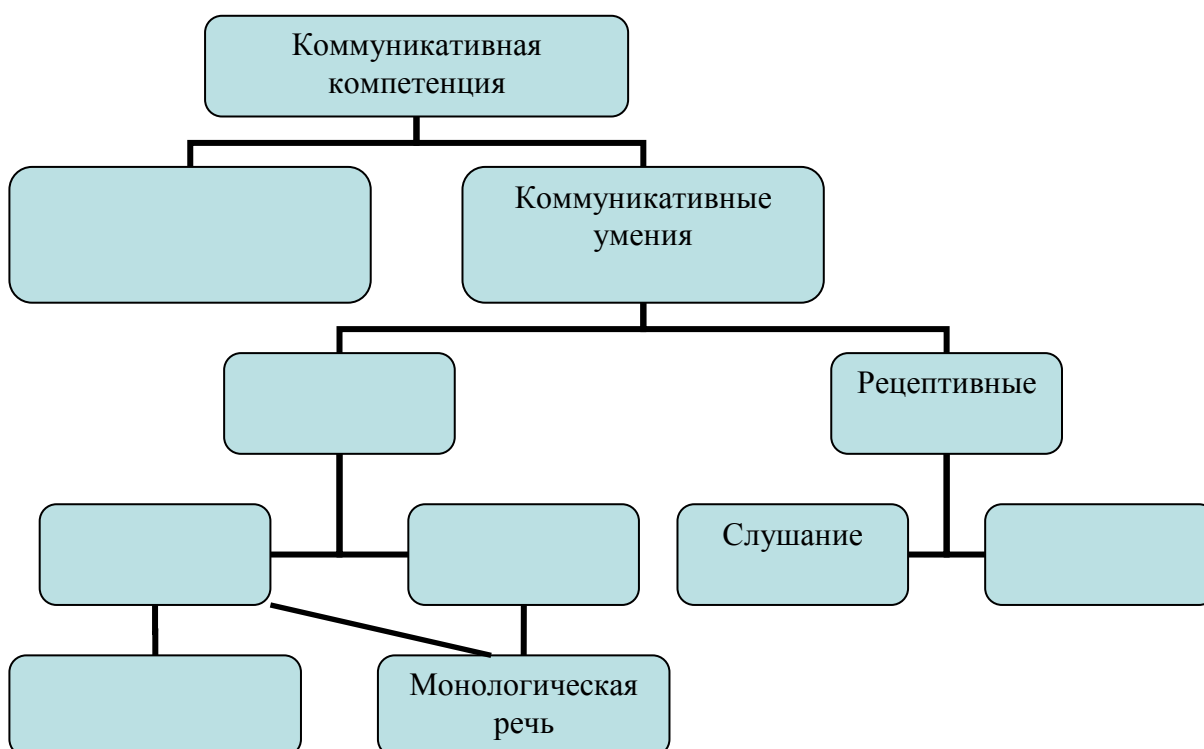 Коммуникативная
компетенция
Коммуникативные
умения
Рецептивные
Слушание
Монологическая
речь